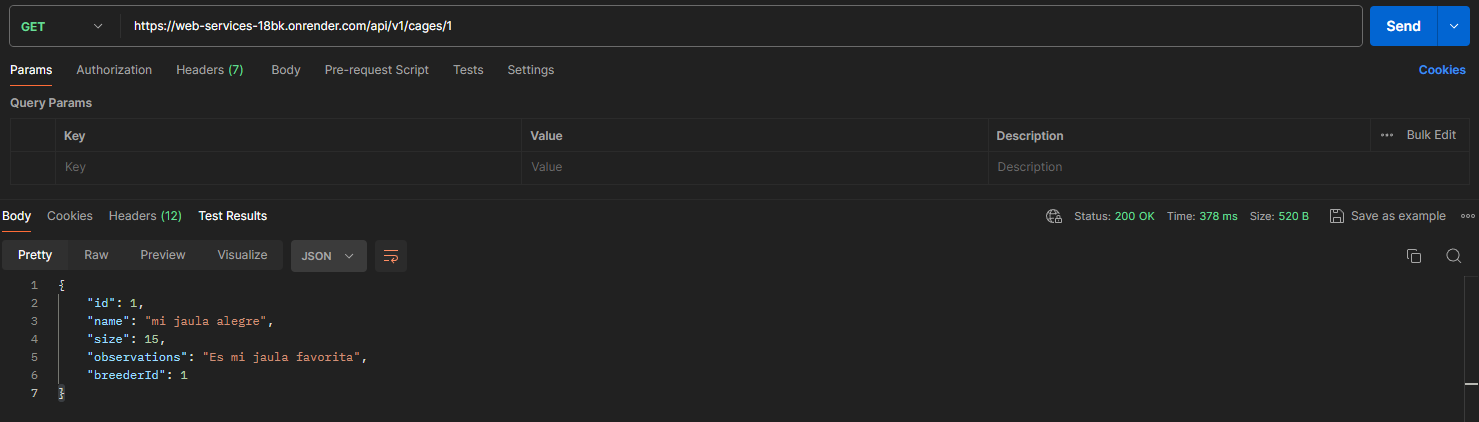 GET https://web-services-18bk.onrender.com/api/v1/cages/1 Send
Params Authorization Headers (7) Body Pre-request Script Tests Settings Cookies
Query Params
Key Value Description Bulk Edit
Key Value Description
Body Cookies Headers (12) Test Results Status: 200 OK Time: 378 ms Size: 520 B Save as example
Pretty Raw Preview Visualize JSON
1 {
2 "id": 1,
3 "name": "mi jaula alegre",
4 "size": 15,
5 "observations": "Es mi jaula favorita",
6 "breederId": 1
7 }